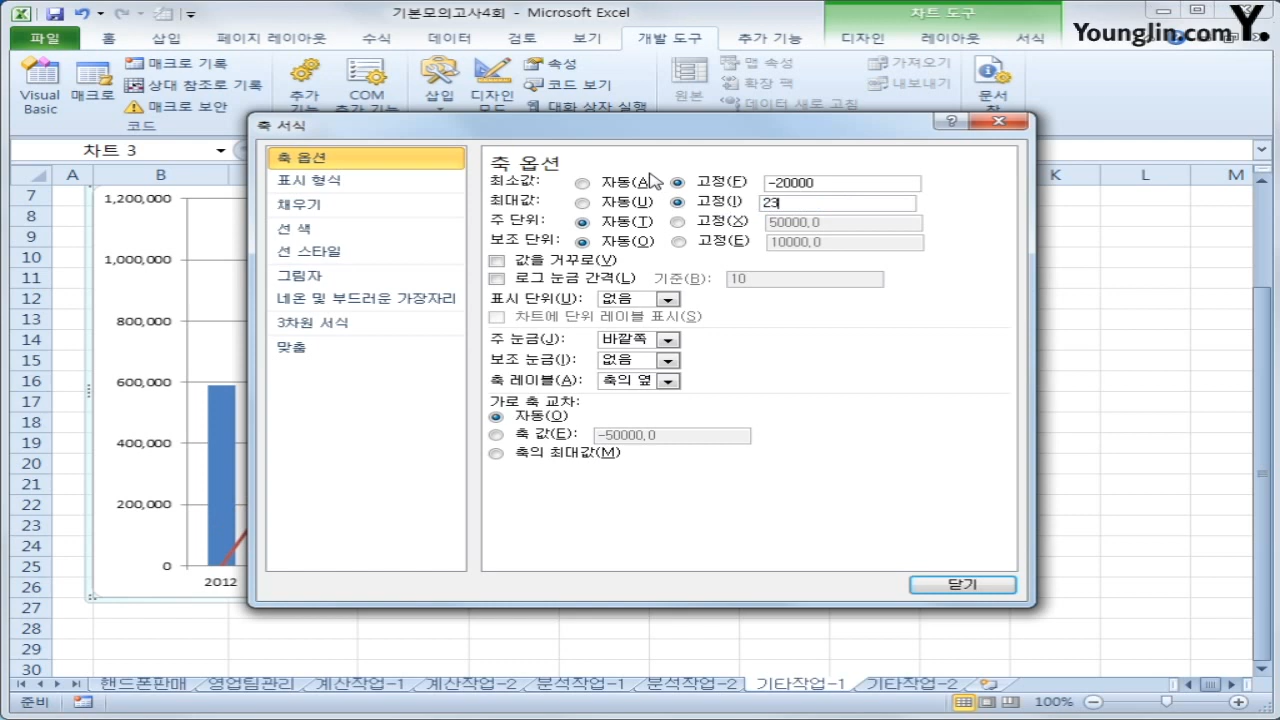 기본모의고사4회 - Microsoft Excel
차트 도구
Younglin.com Y.
파일 홈 삽입 페이지 레이아웃 수식 데이터 검토 보기 개발 도구 추가 기능 디자인 레이아웃 서식
Visual Basic
매크로
매크로 기록
상대 참조로 기록
매크로 보안
코드
추가
COM
삽입
디자인
속성
코드 보기
대화 상자 실행
원본
맵 속성
확장 팩
데이터 새로 고침
가져오기
내보내기
문서
차트 3
A B K L M
7
8
9
10
11
12
13
14
15
16
17
18
19
20
21
22
23
24
25
26
27
28
29
30
1,200,000
1,000,000
800,000
600,000
400,000
200,000
0
2012
축 서식
축 옵션
표시 형식
채우기
선 색
선 스타일
그림자
네온 및 부드러운 가장자리
3차원 서식
맞춤
축 옵션
최소값: 자동(A) 고정(F) -20000
최대값: 자동(U) 고정(I) 23
주 단위: 자동(T) 고정(X) 50000,0
보조 단위: 자동(O) 고정(E) 10000,0
값을 거꾸로(V)
로그 눈금 간격(L) 기준(B): 10
표시 단위(U): 없음
차트에 단위 레이블 표시(S)
주 눈금(J): 바깥쪽
보조 눈금(I): 없음
축 레이블(A): 축의 옆
가로 축 교차:
자동(O)
축 값(E): -50000,0
축의 최대값(M)
닫기
핸드폰판매 영업팀관리 계산작업-1 계산작업-2 분석작업-1 분석작업-2 기타작업-1 기타작업-2
준비 100%